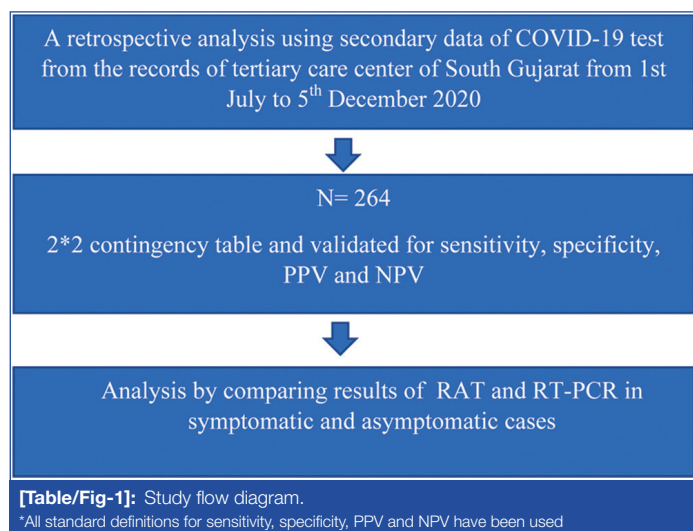 A retrospective analysis using secondary data of COVID-19 test
from the records of tertiary care center of South Gujarat from 1st
July to 5th December 2020
N= 264
2*2 contingency table and validated for sensitivity, specificity,
PPV and NPV
Analysis by comparing results of RAT and RT-PCR in
symptomatic and asymptomatic cases
[Table/Fig-1]: Study flow diagram.
*All standard definitions for sensitivity, specificity, PPV and NPV have been used